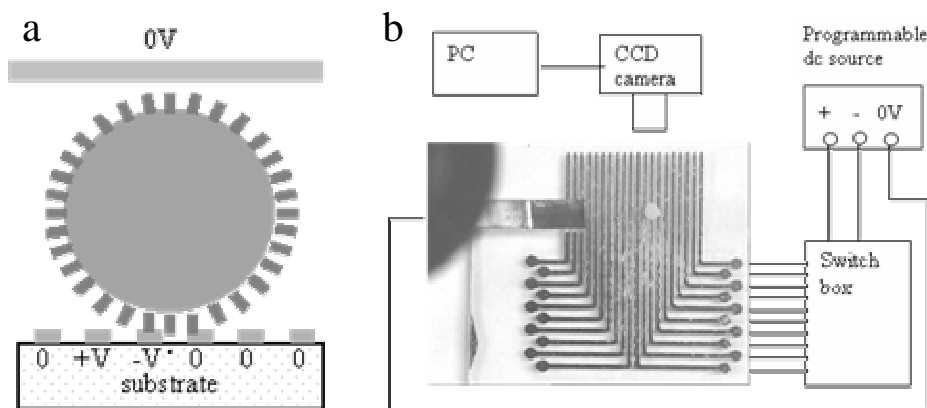 a
0V
0
+V
-V
0
0
0
substrate
b
PC
CCD
camera
Programmable
dc source
+
-
0V
Switch
box